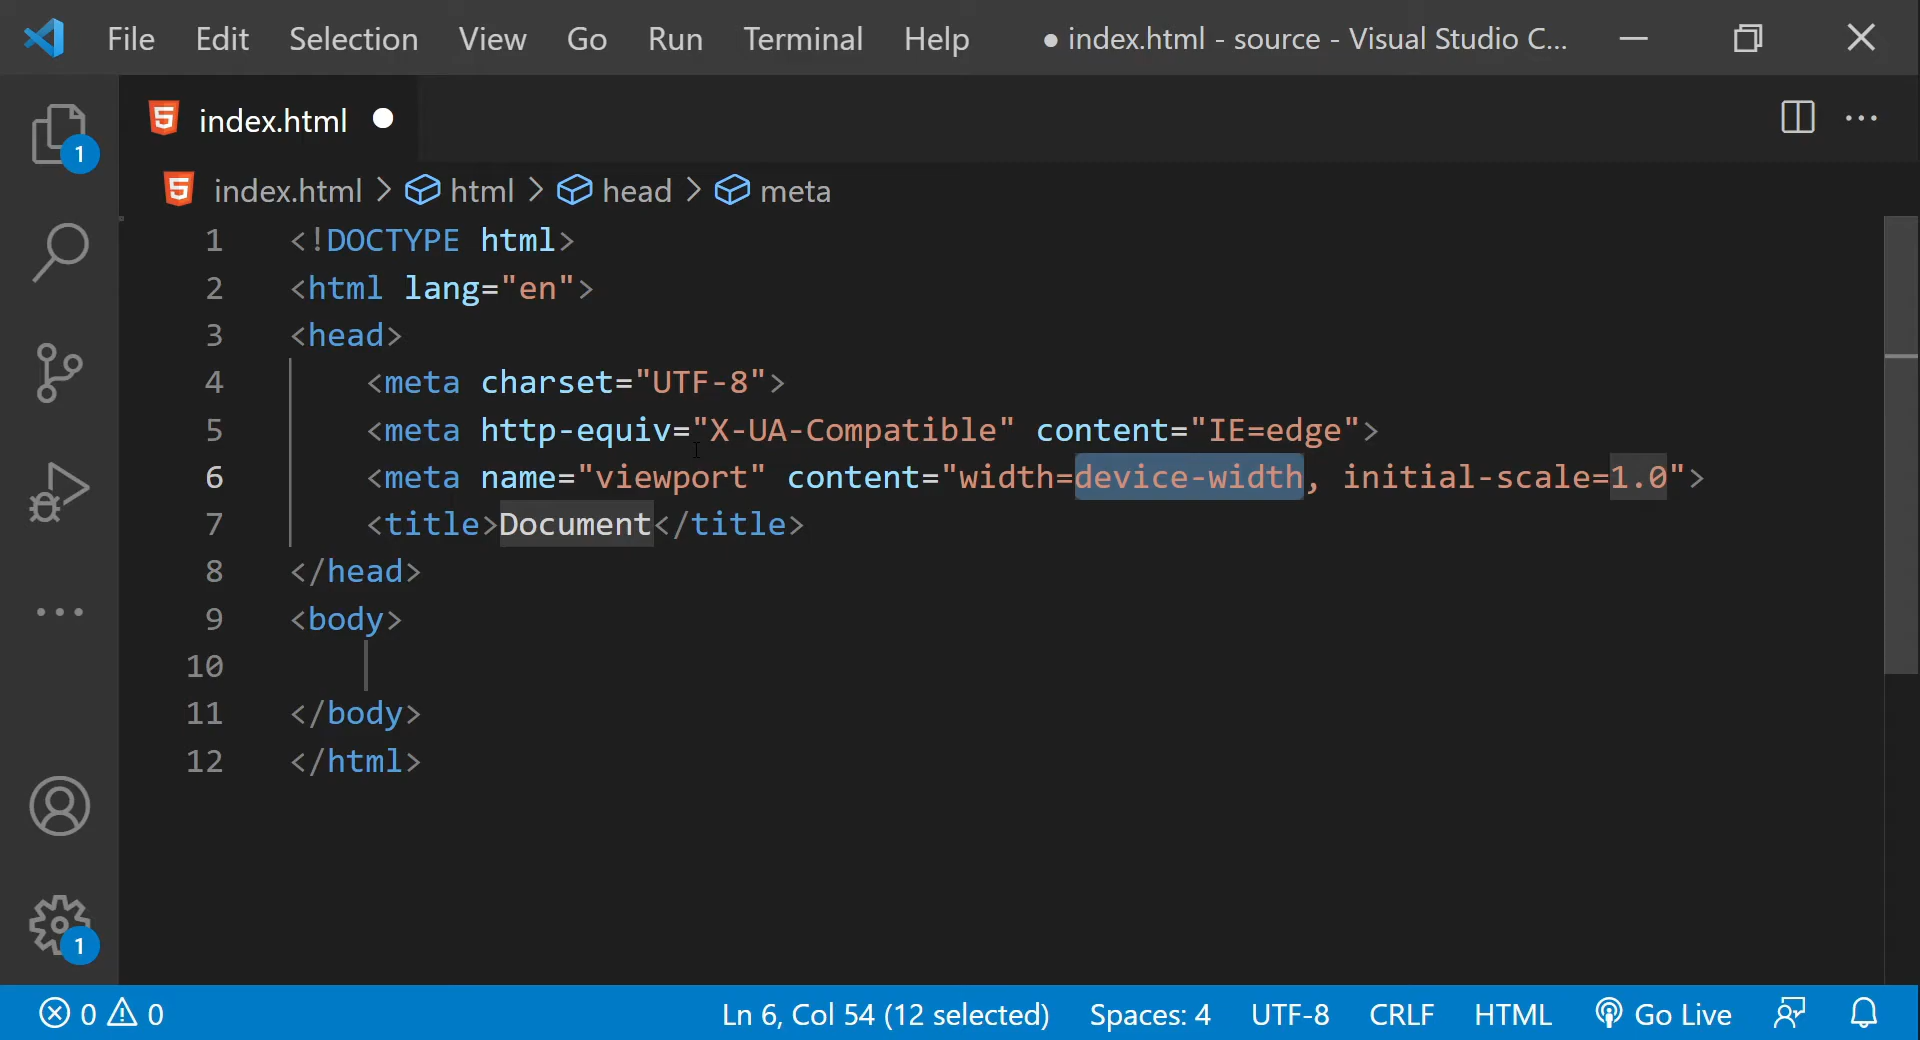 File Edit Selection View Go Run Terminal Help ● index.html - source - Visual Studio C...
index.html ●
1
index.html > html > head > meta
1 <!DOCTYPE html>
2 <html lang="en">
3 <head>
4     <meta charset="UTF-8">
5     <meta http-equiv="X-UA-Compatible" content="IE=edge">
6     <meta name="viewport" content="width=device-width, initial-scale=1.0">
7     <title>Document</title>
8 </head>
9 <body>
10
11 </body>
12 </html>
1
0 0 Ln 6, Col 54 (12 selected) Spaces: 4 UTF-8 CRLF HTML Go Live